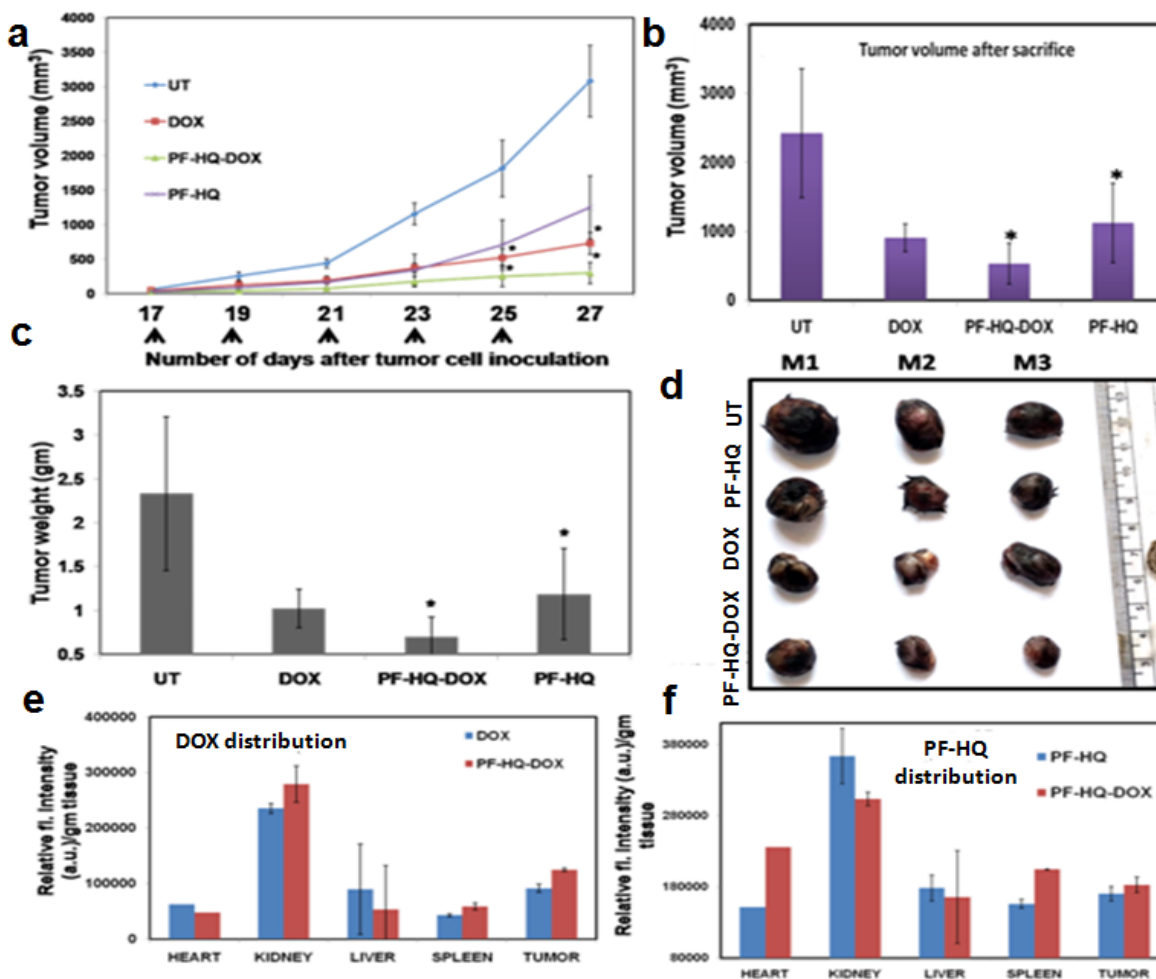 a
4000
3500
3000
2500
2000
1500
1000
500
0
Tumor volume (mm³)
UT
DOX
PF-HQ-DOX
PF-HQ
* *
* *
17 19 21 23 25 27
Number of days after tumor cell inoculation
b
Tumor volume after sacrifice
4000
3000
2000
1000
0
Tumor volume (mm³)
* *
UT DOX PF-HQ-DOX PF-HQ
c
3.5
3
2.5
2
1.5
1
0.5
Tumor weight (gm)
* *
UT DOX PF-HQ-DOX PF-HQ
M1 M2 M3
d
UT
PF-HQ
DOX
PF-HQ-DOX
e
400000
300000
200000
100000
0
Relative fl. Intensity
(a.u.)/gm tissue
DOX distribution
DOX
PF-HQ-DOX
HEART KIDNEY LIVER SPLEEN TUMOR
f
380000
280000
180000
80000
Relative fl. Intensity (a.u.)/gm
tissue
PF-HQ
distribution
PF-HQ
PF-HQ-DOX
HEART KIDNEY LIVER SPLEEN TUMOR